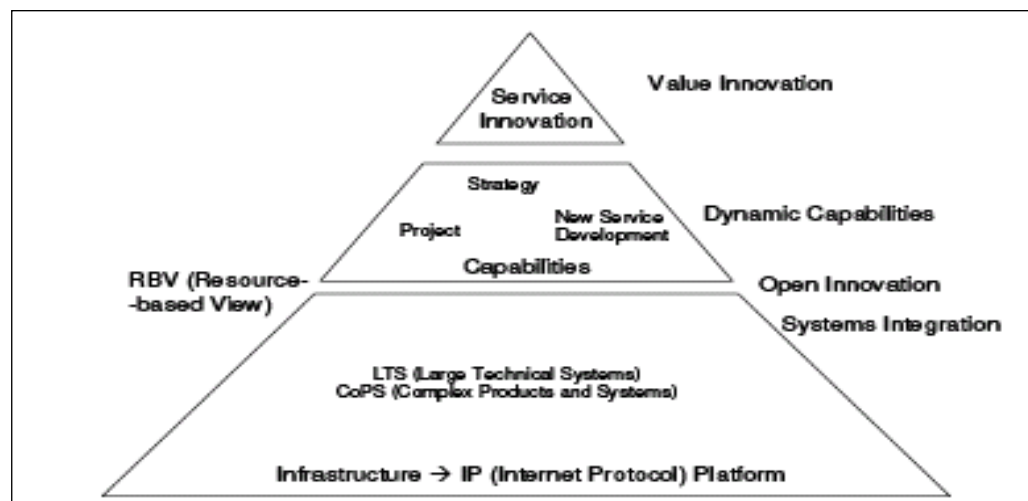 Service
Innovation
Value Innovation
Strategy
Project
New Service
Development
Dynamic Capabilities
Capabilities
RBV (Resource-
-based View)
Open Innovation
Systems Integration
LTS (Large Technical Systems)
CoPS (Complex Products and Systems)
Infrastructure → IP (Internet Protocol) Platform